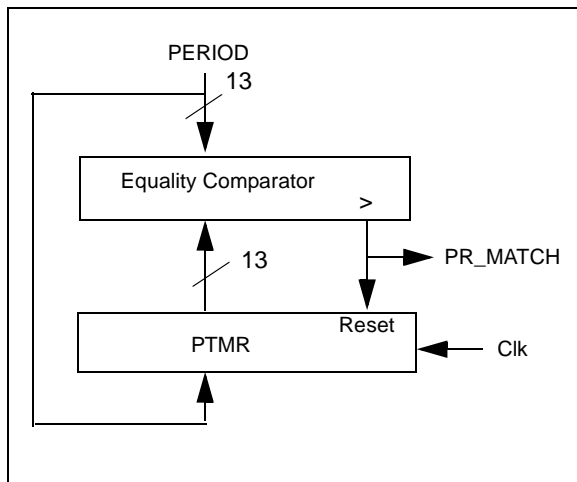 PERIOD
13
Equality Comparator
>
13
PR_MATCH
Reset
PTMR
Clk